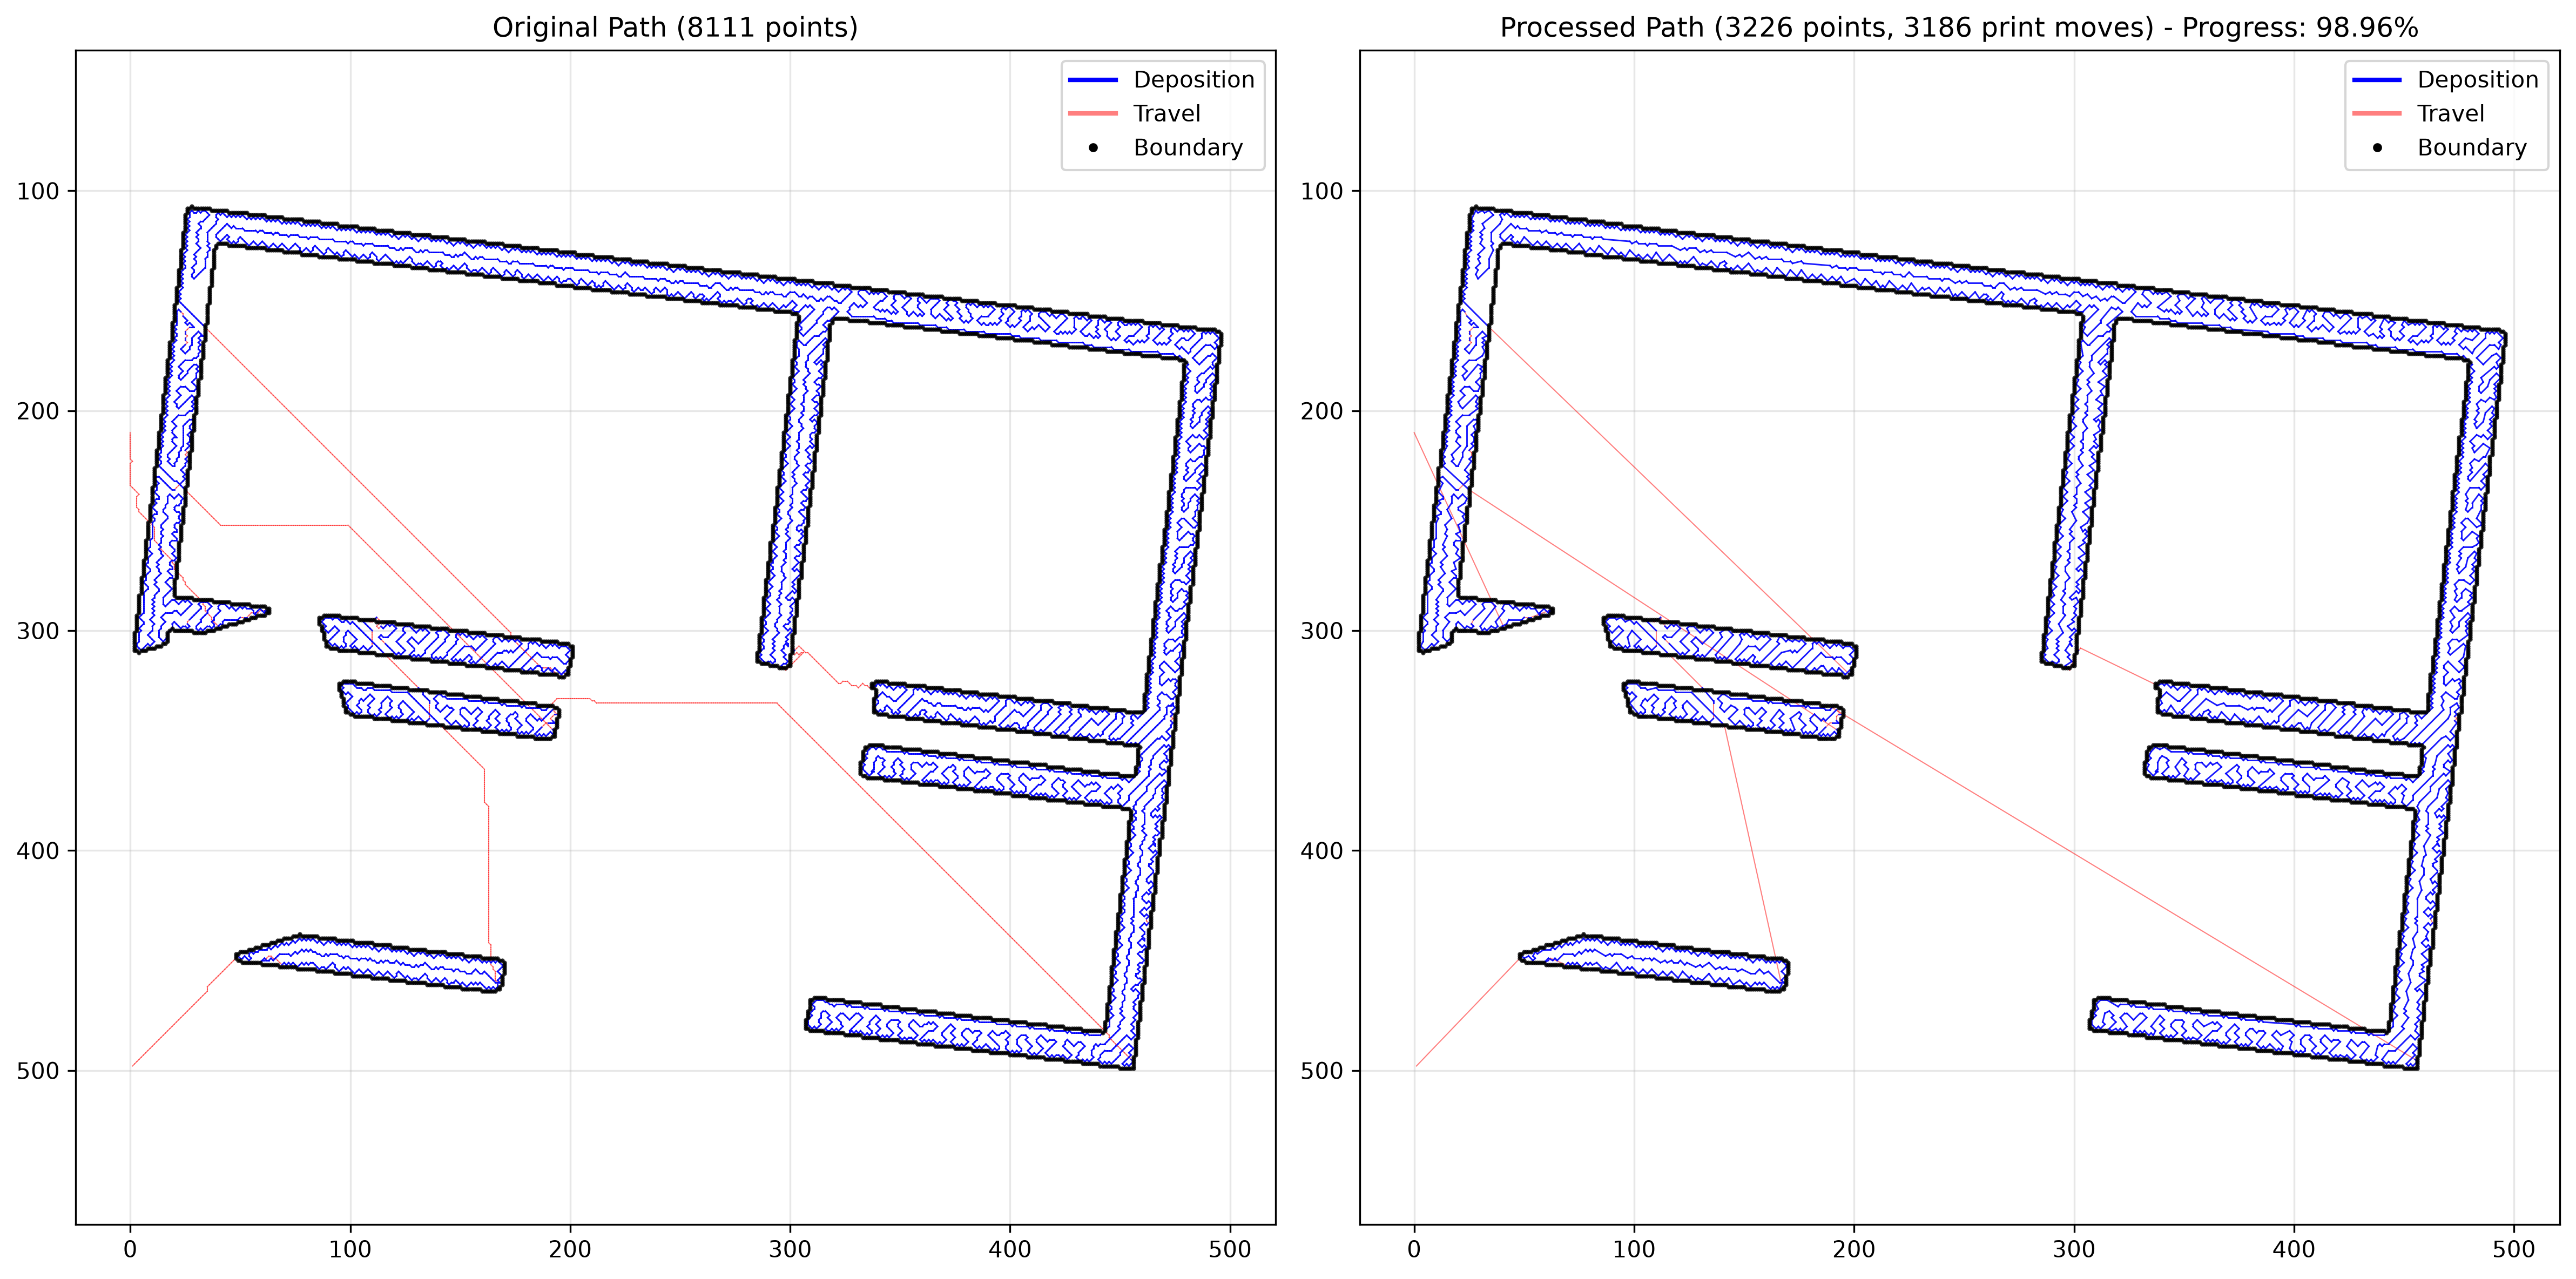 Original Path (8111 points)
Deposition
Travel
Boundary
100
200
300
400
500
0 100 200 300 400 500
Processed Path (3226 points, 3186 print moves) - Progress: 98.96%
Deposition
Travel
Boundary
100
200
300
400
500
0 100 200 300 400 500